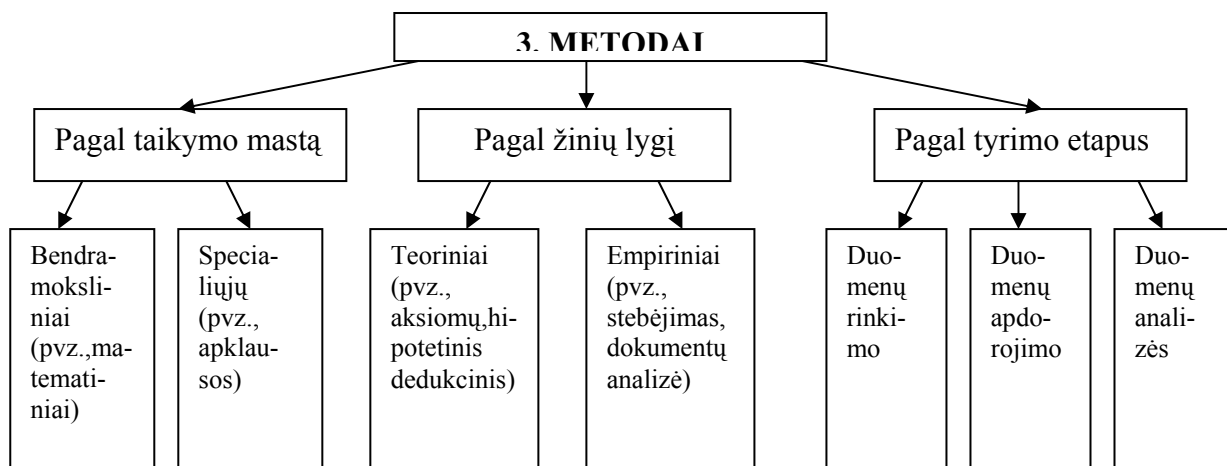 3. METODAI
Pagal taikymo mastą
Pagal žinių lygį
Pagal tyrimo etapus
Bendra-
moksli-
niai
(pvz.,ma-
temati-
niai)
Specia-
liųjų
(pvz.,
apklau-
sos)
Teoriniai
(pvz.,
aksiomų,hi-
potetinis
dedukcinis)
Empiriniai
(pvz.,
stebėjimas,
dokumentų
analizė)
Duo-
menų
rinki-
mo
Duo-
menų
apdo-
rojimo
Duo-
menų
anali-
zės